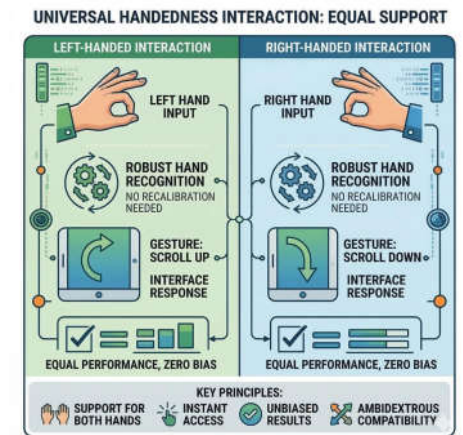 UNIVERSAL HANDEDNESS INTERACTION: EQUAL SUPPORT
LEFT-HANDED INTERACTION
LEFT HAND
INPUT
ROBUST HAND
RECOGNITION
NO RECALIBRATION
NEEDED
GESTURE:
SCROLL UP
INTERFACE
RESPONSE
EQUAL PERFORMANCE, ZERO BIAS
RIGHT-HANDED INTERACTION
RIGHT HAND
INPUT
ROBUST HAND
RECOGNITION
NO RECALIBRATION
NEEDED
GESTURE:
SCROLL DOWN
INTERFACE
RESPONSE
EQUAL PERFORMANCE, ZERO BIAS
KEY PRINCIPLES:
SUPPORT FOR
BOTH HANDS
INSTANT
ACCESS
UNBIASED
RESULTS
AMBIDEXTROUS
COMPATIBILITY